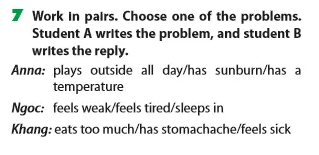 7 Work in pairs. Choose one of the problems.
Student A writes the problem, and student B
writes the reply.
Anna: plays outside all day/has sunburn/has a
temperature
Ngoc: feels weak/feels tired/sleeps in
Khang: eats too much/has stomachache/feels sick